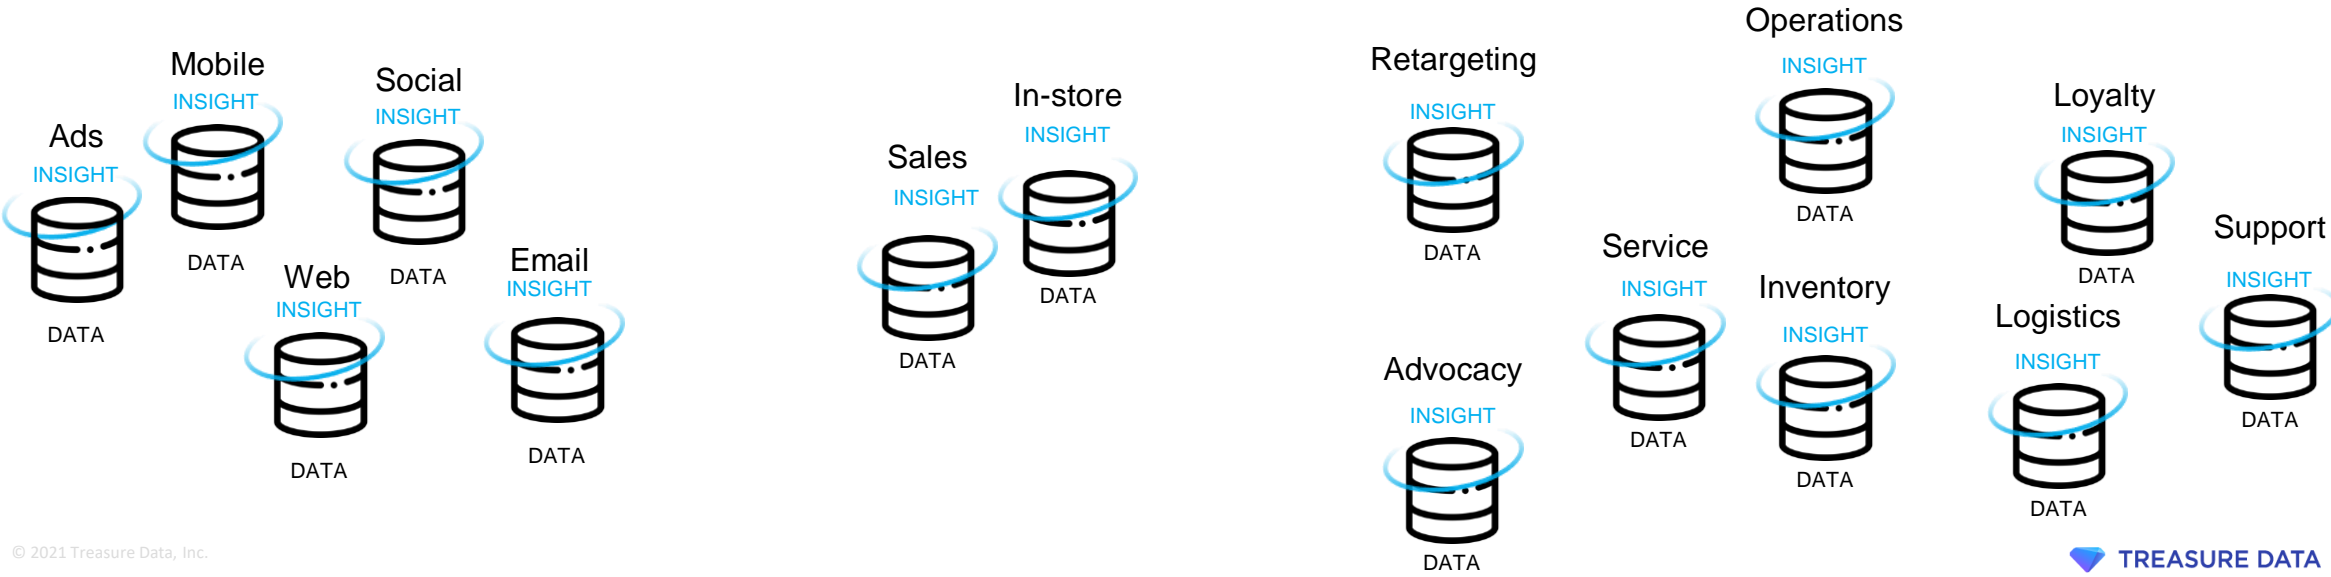 Ads
INSIGHT
DATA
Mobile
INSIGHT
DATA
Social
INSIGHT
DATA
Web
INSIGHT
DATA
Email
INSIGHT
DATA
Sales
INSIGHT
DATA
In-store
INSIGHT
DATA
Retargeting
INSIGHT
DATA
Advocacy
INSIGHT
DATA
Service
INSIGHT
DATA
Operations
INSIGHT
DATA
Inventory
INSIGHT
DATA
Loyalty
INSIGHT
DATA
Logistics
INSIGHT
DATA
Support
INSIGHT
DATA
© 2021 Treasure Data, Inc.
TREASURE DATA